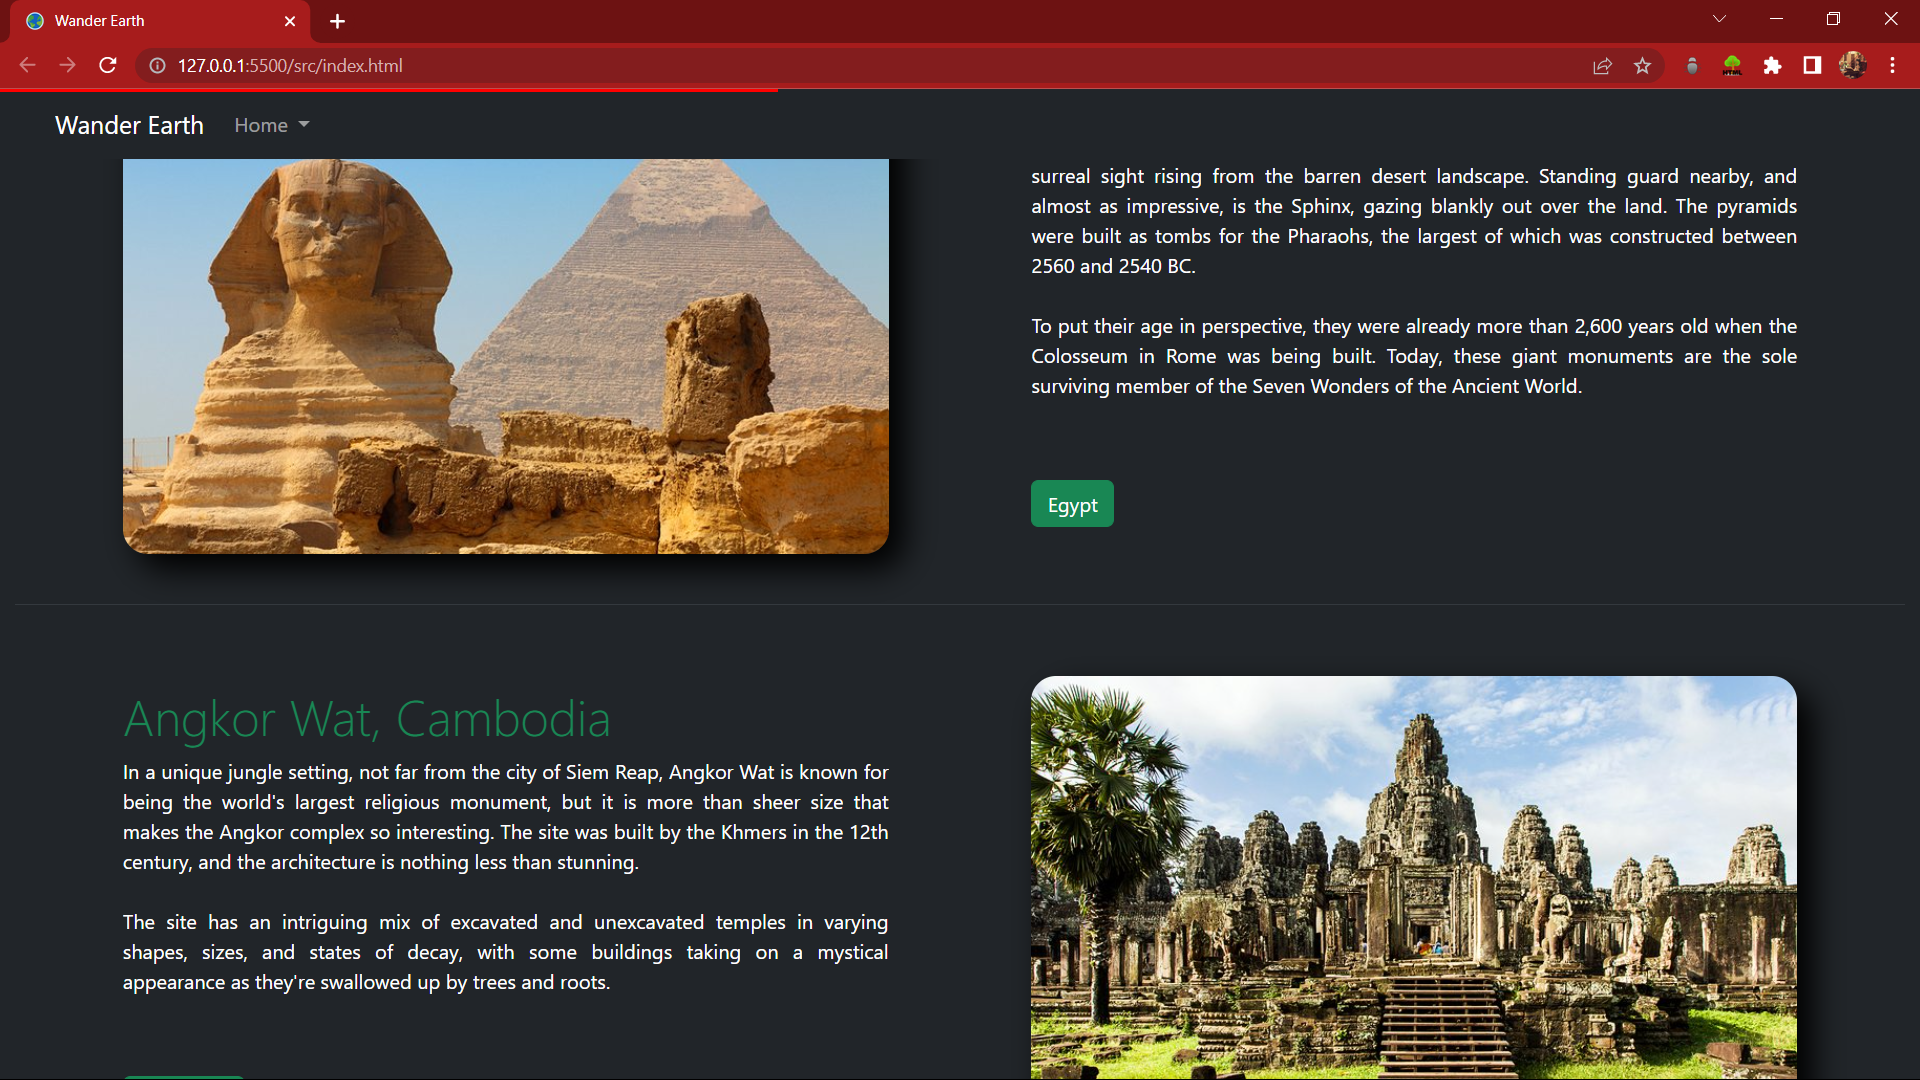 Wander Earth
127.0.0.1:5500/src/index.html
Wander Earth
Home
surreal sight rising from the barren desert landscape. Standing guard nearby, and
almost as impressive, is the Sphinx, gazing blankly out over the land. The pyramids
were built as tombs for the Pharaohs, the largest of which was constructed between
2560 and 2540 BC.
To put their age in perspective, they were already more than 2,600 years old when the
Colosseum in Rome was being built. Today, these giant monuments are the sole
surviving member of the Seven Wonders of the Ancient World.
Egypt
Angkor Wat, Cambodia
In a unique jungle setting, not far from the city of Siem Reap, Angkor Wat is known for
being the world's largest religious monument, but it is more than sheer size that
makes the Angkor complex so interesting. The site was built by the Khmers in the 12th
century, and the architecture is nothing less than stunning.
The site has an intriguing mix of excavated and unexcavated temples in varying
shapes, sizes, and states of decay, with some buildings taking on a mystical
appearance as they're swallowed up by trees and roots.